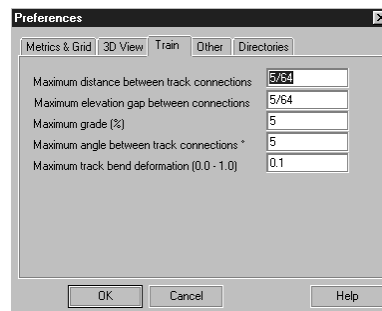 Preferences
Metrics & Grid 3D View Train Other Directories
Maximum distance between track connections 5/64
Maximum elevation gap between connections 5/64
Maximum grade (%) 5
Maximum angle between track connections * 5
Maximum track bend deformation (0.0 - 1.0) 0.1
OK Cancel Help